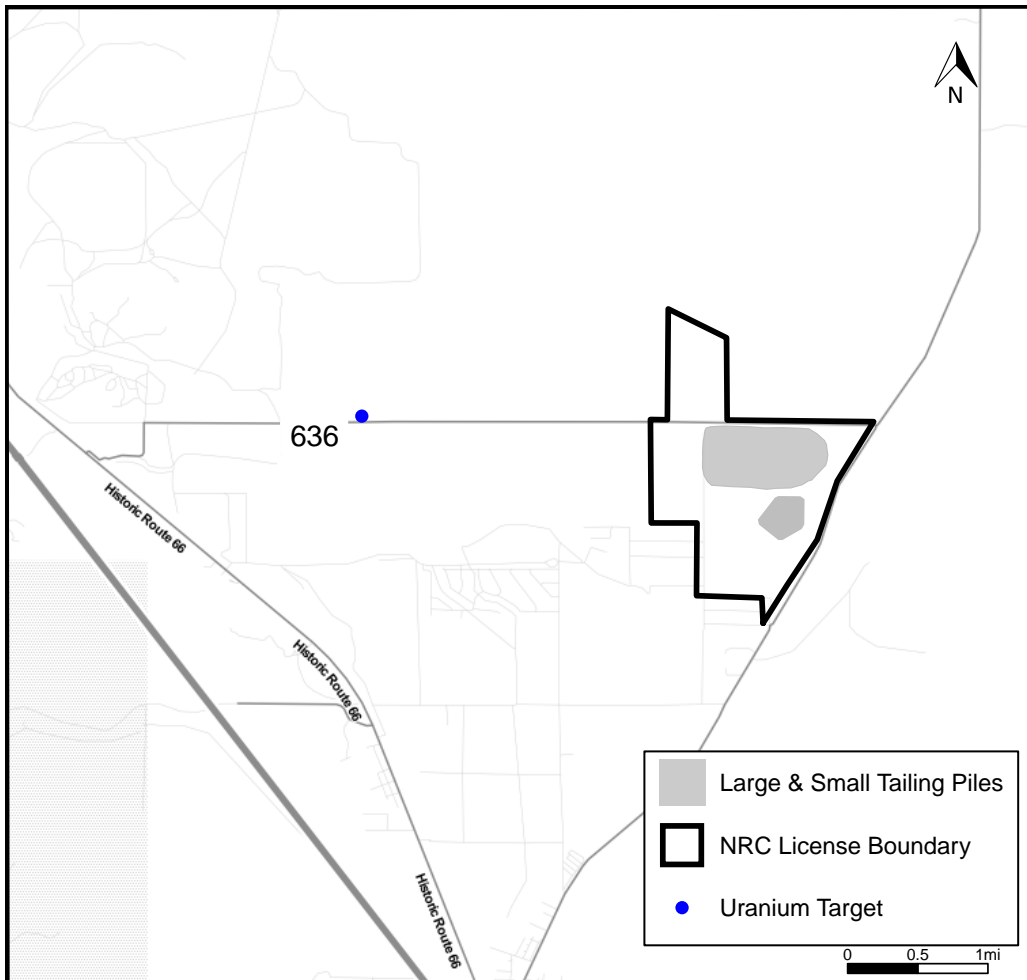 N
636
Historic Route 66
Historic Route 66
Historic Route 66
Large & Small Tailing Piles
NRC License Boundary
Uranium Target
0 0.5 1mi